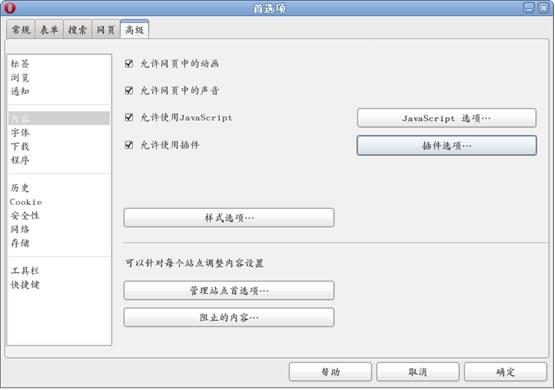 首选项
常规 表单 搜索 网页 高级
标签
浏览
通知
内容
字体
下载
程序
历史
Cookie
安全性
网络
存储
工具栏
快捷键
允许网页中的动画
允许网页中的声音
允许使用JavaScript
JavaScript 选项…
允许使用插件
插件选项…
样式选项…
可以针对每个站点调整内容设置
管理站点首选项…
阻止的内容…
帮助 取消 确定